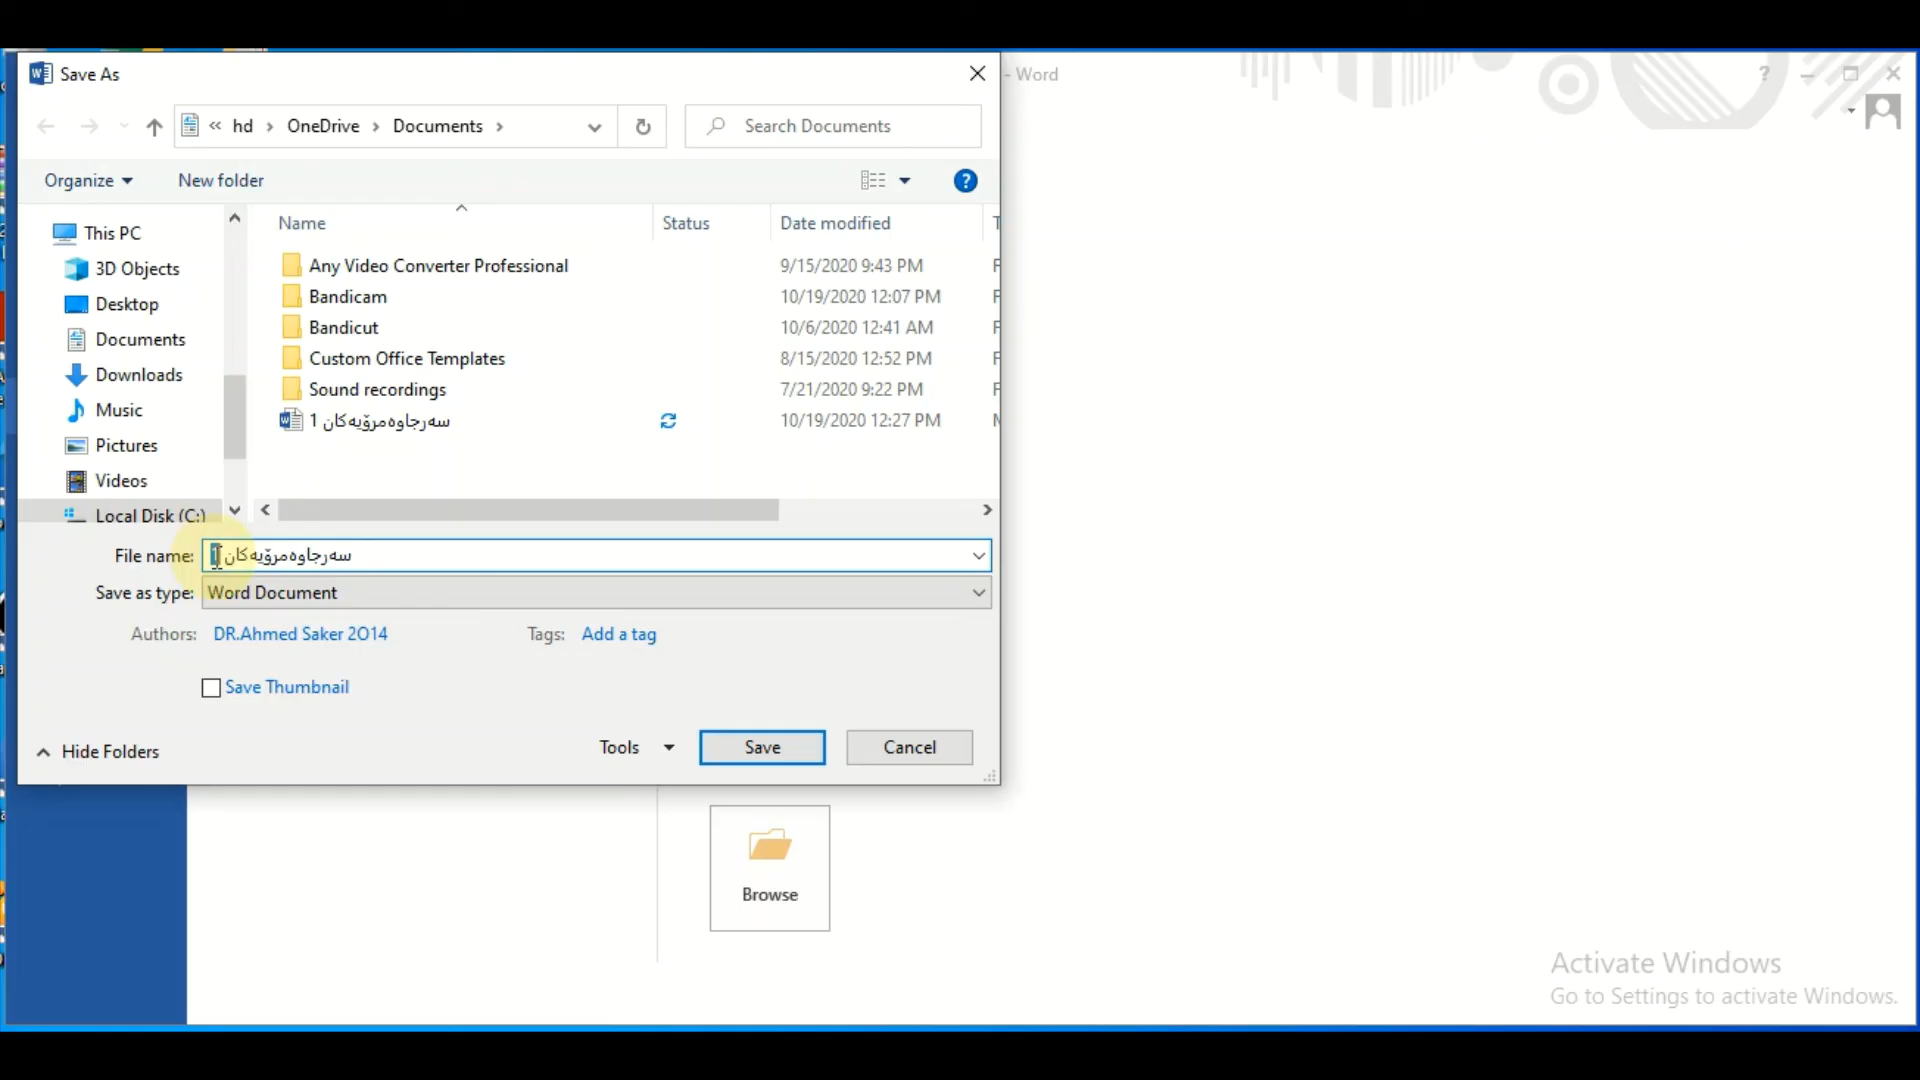 Save As
- Word
?
« hd › OneDrive › Documents ›
Search Documents
Organize
New folder
?
Name
Status
Date modified
This PC
3D Objects
Desktop
Documents
Downloads
Music
Pictures
Videos
Local Disk (C:)
Any Video Converter Professional
9/15/2020 9:43 PM
Bandicam
10/19/2020 12:07 PM
Bandicut
10/6/2020 12:41 AM
Custom Office Templates
8/15/2020 12:52 PM
Sound recordings
7/21/2020 9:22 PM
سەرجاوەمرۆیەکان 1
10/19/2020 12:27 PM
File name: سەرجاوەمرۆیەکان 1
Save as type: Word Document
Authors: DR.Ahmed Saker 2O14
Tags: Add a tag
Save Thumbnail
Hide Folders
Tools
Save
Cancel
Browse
Activate Windows
Go to Settings to activate Windows.